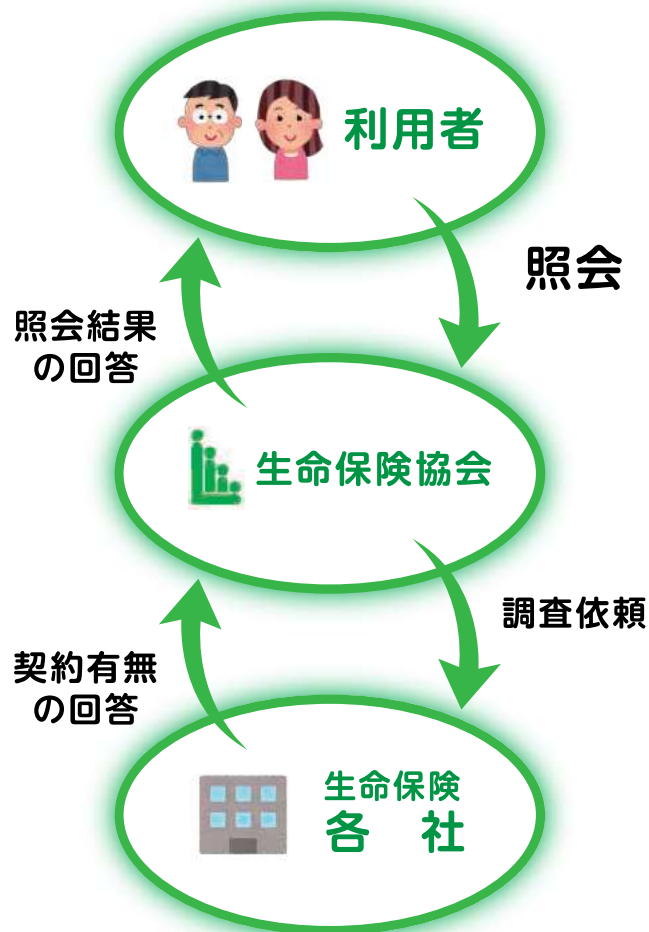 利用者
照会
照会結果
の回答
生命保険協会
調査依頼
契約有無
の回答
生命保険
各 社